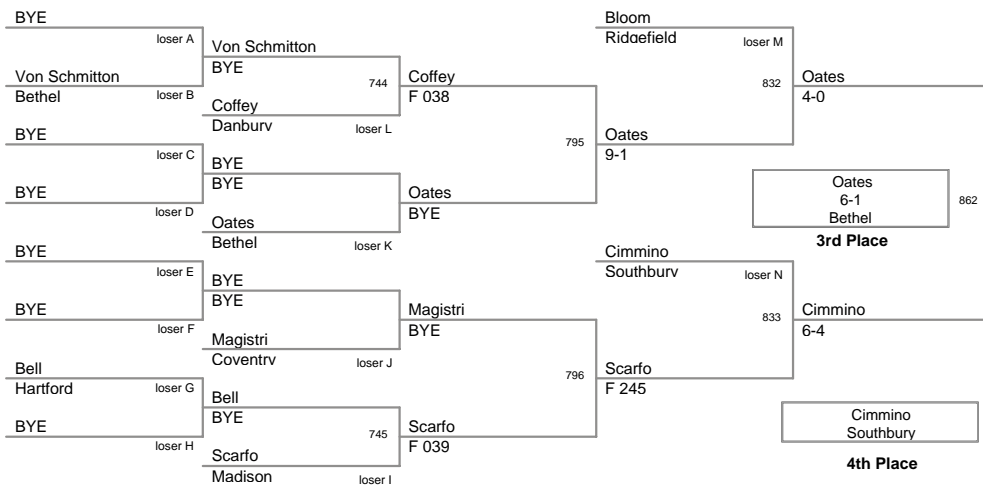 BYE
loser A
Von Schmitton
BYE
Von Schmitton
Bethel
loser B
744
Coffey
F 038
Coffey
Danbury
loser L
BYE
loser C
BYE
BYE
BYE
loser D
Oates
BYE
Oates
Bethel
loser K
795
Oates
9-1
Bloom
Ridgefield
loser M
832
Oates
4-0
Oates
6-1
Bethel
862
3rd Place
BYE
loser E
BYE
BYE
BYE
loser F
Magistri
BYE
Magistri
Coventry
loser J
Bell
Hartford
loser G
Bell
BYE
BYE
loser H
745
Scarfo
F 039
Scarfo
Madison
loser I
796
Scarfo
F 245
Cimmino
Southbury
loser N
833
Cimmino
6-4
Cimmino
Southbury
4th Place